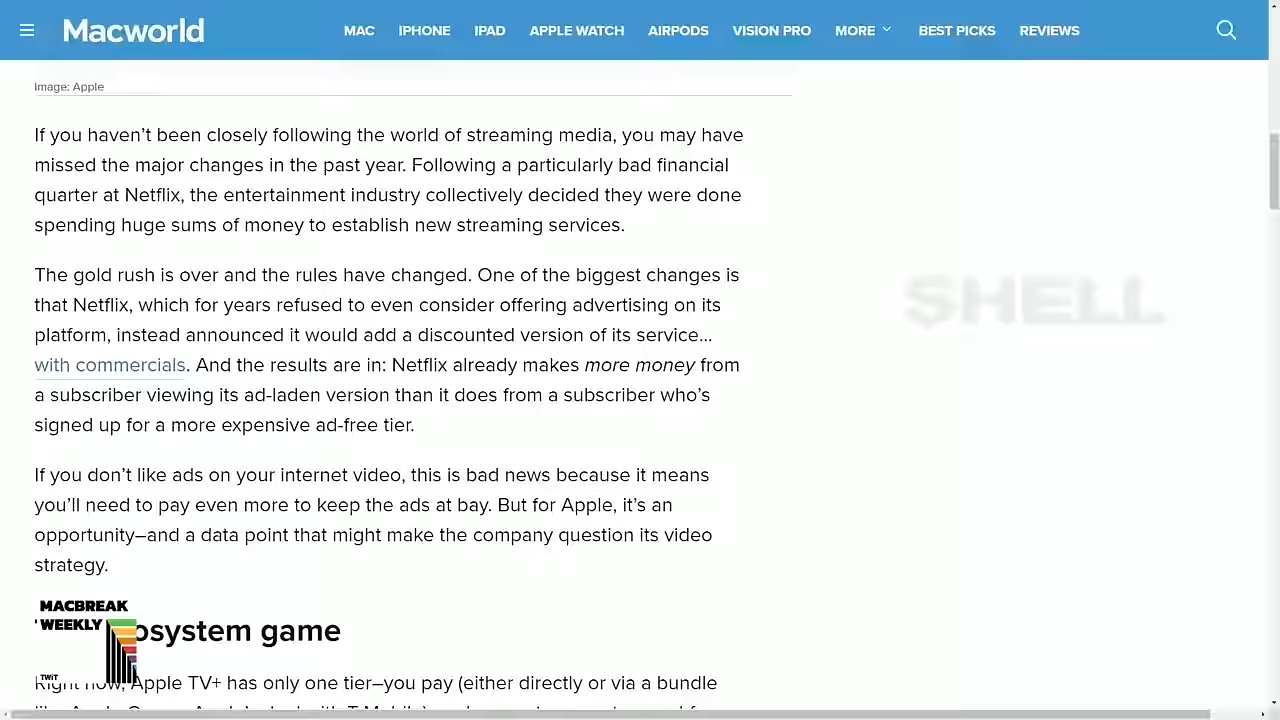 Macworld
MAC IPHONE IPAD APPLE WATCH AIRPODS VISION PRO MORE BEST PICKS REVIEWS
Image: Apple
If you haven’t been closely following the world of streaming media, you may have
missed the major changes in the past year. Following a particularly bad financial
quarter at Netflix, the entertainment industry collectively decided they were done
spending huge sums of money to establish new streaming services.
The gold rush is over and the rules have changed. One of the biggest changes is
that Netflix, which for years refused to even consider offering advertising on its
platform, instead announced it would add a discounted version of its service…
with commercials. And the results are in: Netflix already makes more money from
a subscriber viewing its ad-laden version than it does from a subscriber who’s
signed up for a more expensive ad-free tier.
SHELL
If you don’t like ads on your internet video, this is bad news because it means
you’ll need to pay even more to keep the ads at bay. But for Apple, it’s an
opportunity–and a data point that might make the company question its video
strategy.
MACBREAK
WEEKLY
TWiT
osystem game
Right now, Apple TV+ has only one tier–you pay (either directly or via a bundle